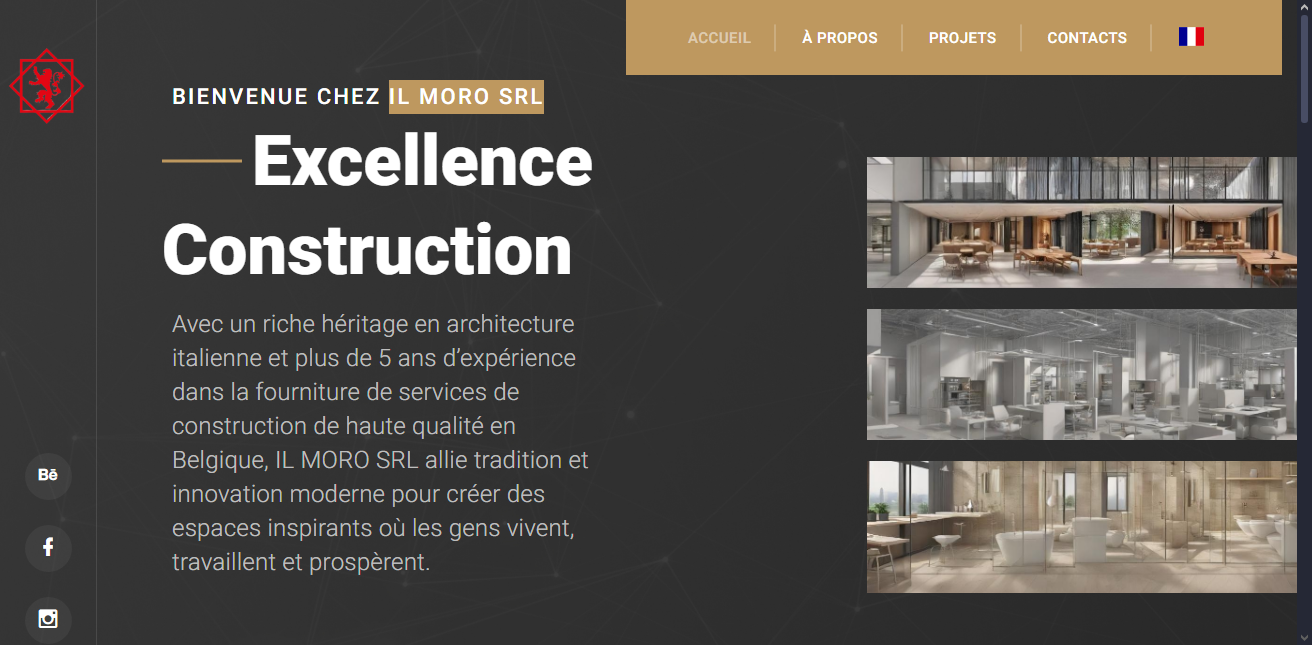 ACCUEIL
À PROPOS
PROJETS
CONTACTS
BIENVENUE CHEZ IL MORO SRL
Excellence
Construction
Avec un riche héritage en architecture
italienne et plus de 5 ans d’expérience
dans la fourniture de services de
construction de haute qualité en
Belgique, IL MORO SRL allie tradition et
innovation moderne pour créer des
espaces inspirants où les gens vivent,
travaillent et prospèrent.
Bē